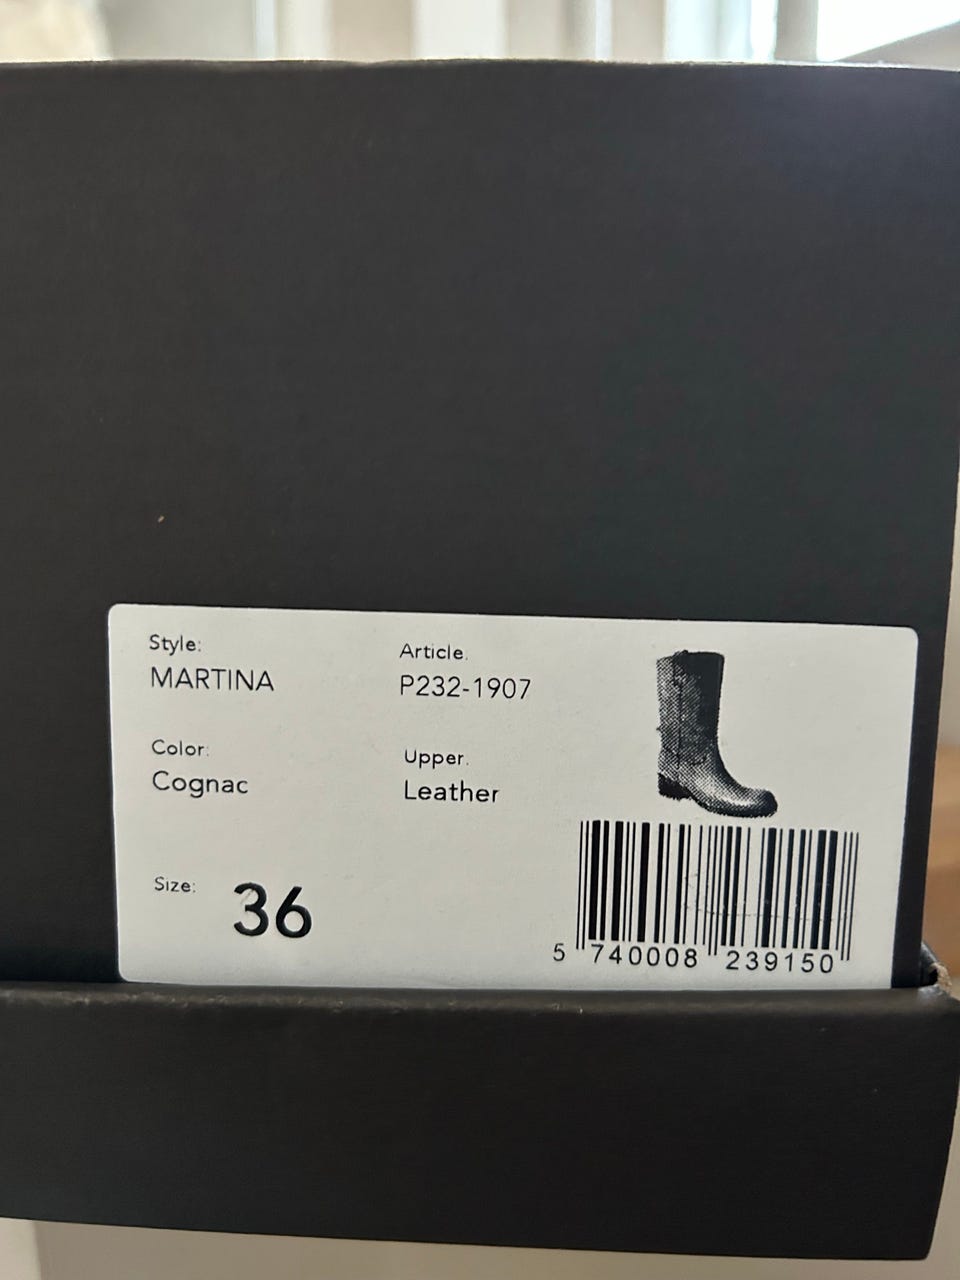 Style:
MARTINA
Article.
P232-1907
Color:
Cognac
Upper.
Leather
Size:
36
5 740008 239150